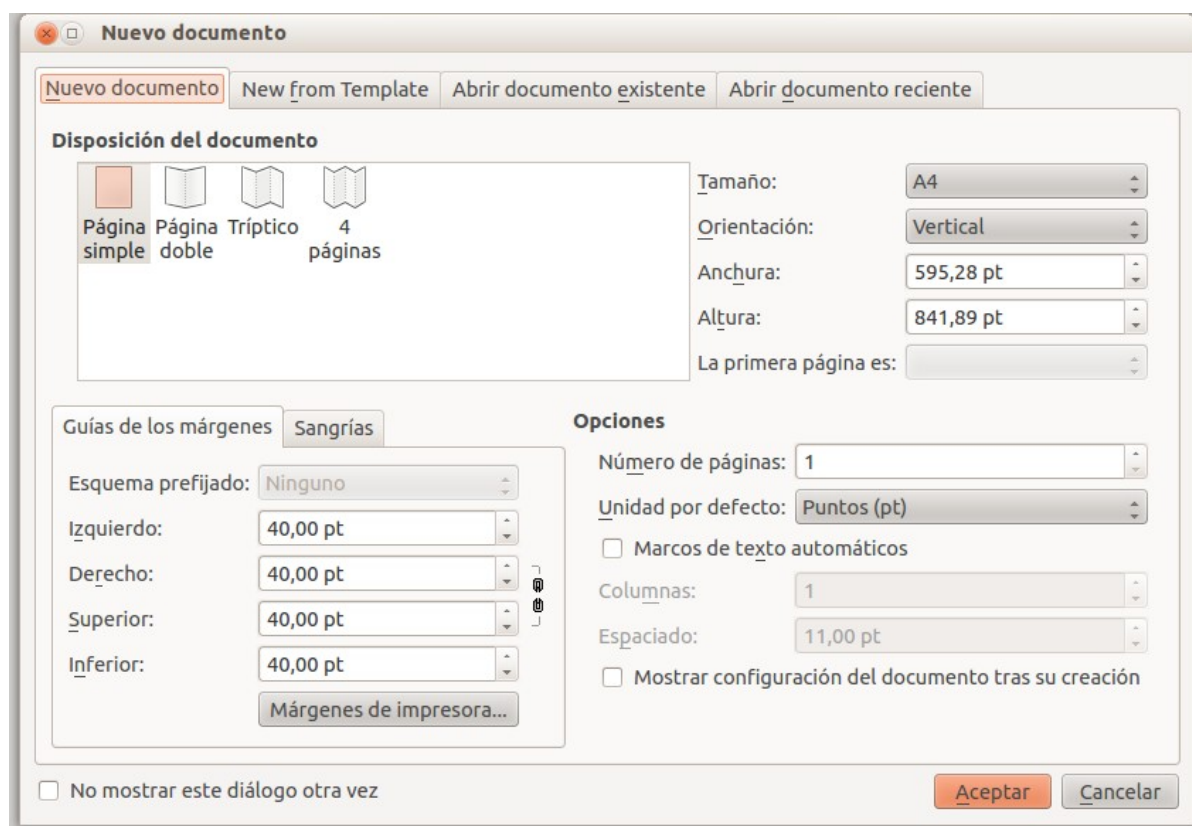 Nuevo documento
Nuevo documento New from Template Abrir documento existente Abrir documento reciente
Disposición del documento
Página simple
Página doble
Tríptico
4 páginas
Tamaño: A4
Orientación: Vertical
Anchura: 595,28 pt
Altura: 841,89 pt
La primera página es:
Guías de los márgenes Sangrías
Esquema prefijado: Ninguno
Izquierdo: 40,00 pt
Derecho: 40,00 pt
Superior: 40,00 pt
Inferior: 40,00 pt
Márgenes de impresora...
Opciones
Número de páginas: 1
Unidad por defecto: Puntos (pt)
Marcos de texto automáticos
Columnas: 1
Espaciado: 11,00 pt
Mostrar configuración del documento tras su creación
No mostrar este diálogo otra vez
Aceptar Cancelar